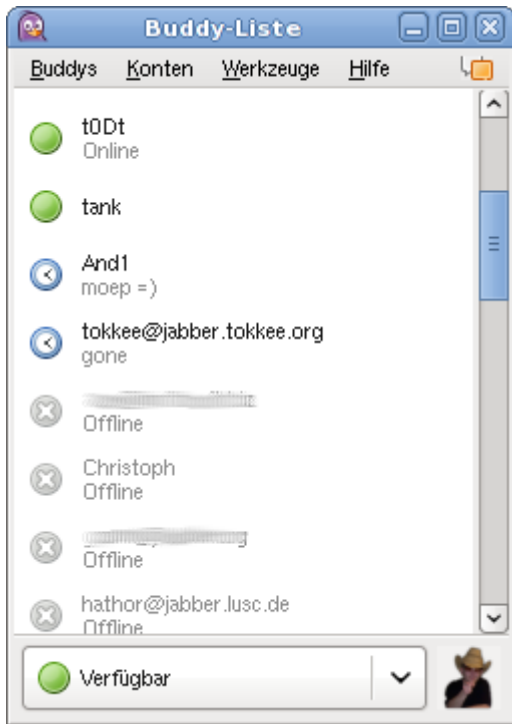 Buddy-Liste
Buddys Konten Werkzeuge Hilfe
t0Dt
Online
tank
And1
moep =)
tokkee@jabber.tokkee.org
gone
Offline
Christoph
Offline
Offline
hathor@jabber.lusc.de
Offline
Verfügbar